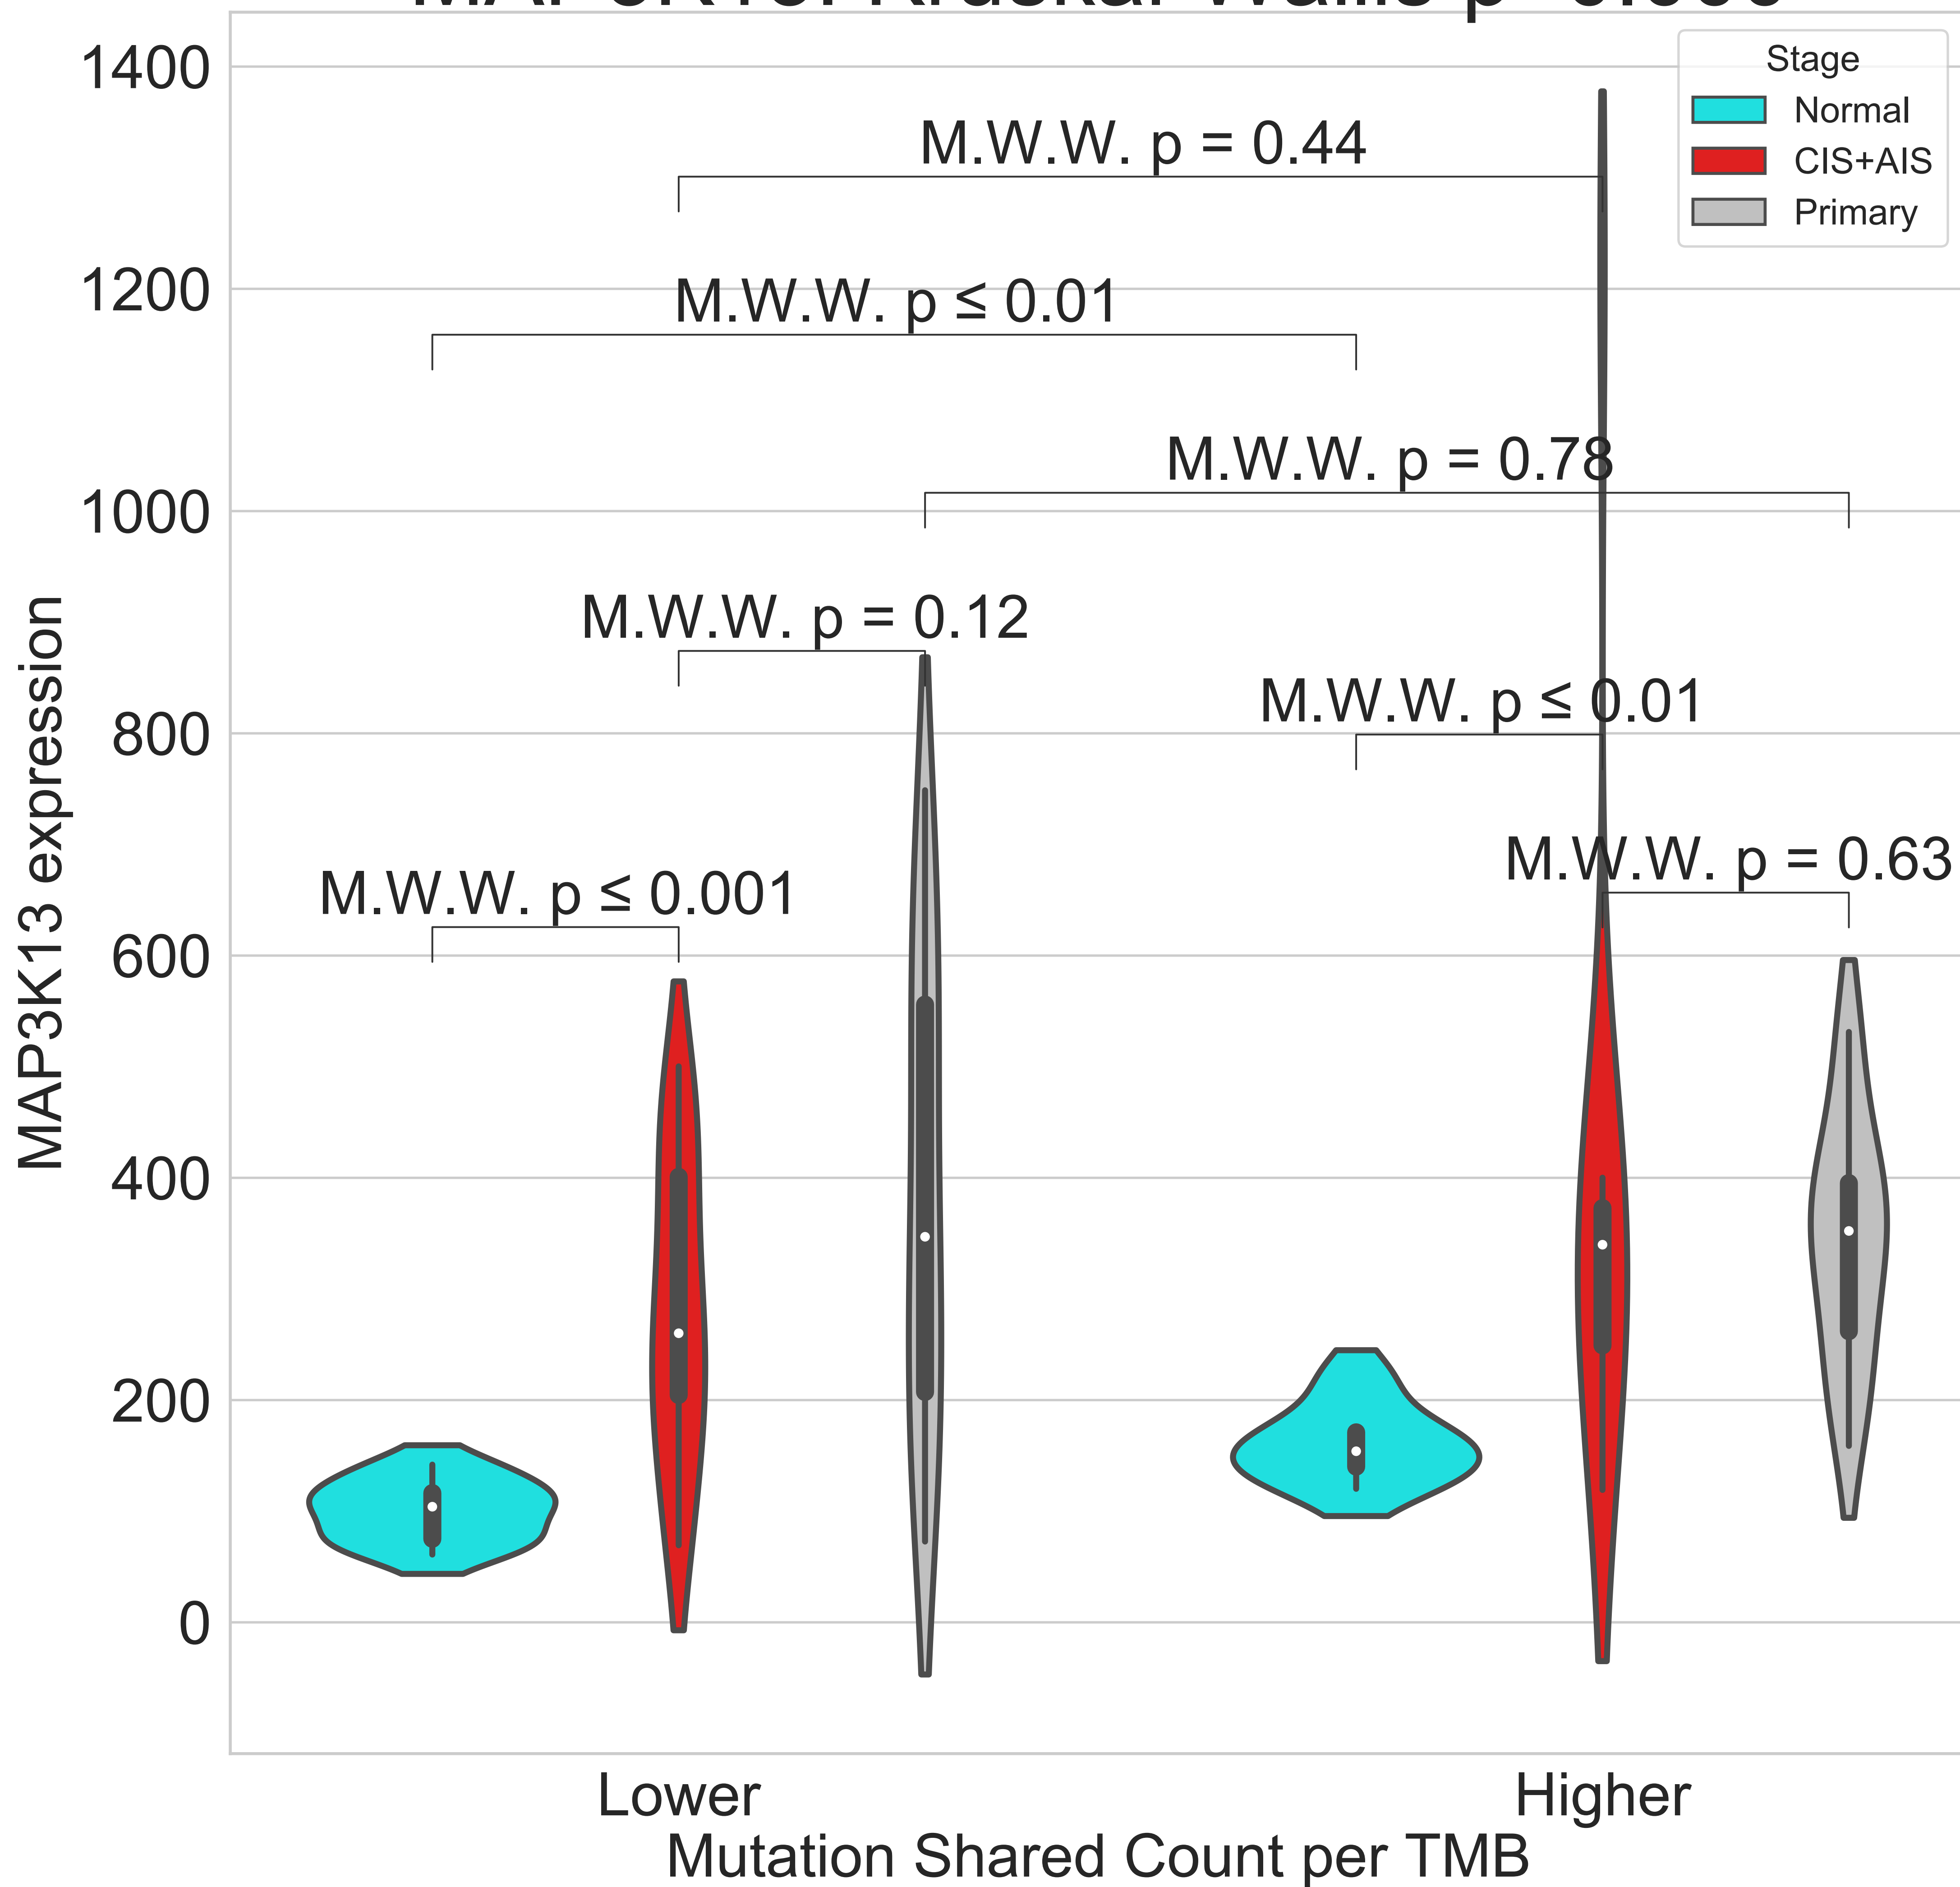 1400
1200
1000
800
600
400
200
0
MAP3K13 expression
Stage
Normal
CIS+AIS
Primary
M.W.W. p = 0.44
M.W.W. p ≤ 0.01
M.W.W. p = 0.78
M.W.W. p = 0.12
M.W.W. p ≤ 0.01
M.W.W. p = 0.63
M.W.W. p ≤ 0.001
Lower
Higher
Mutation Shared Count per TMB